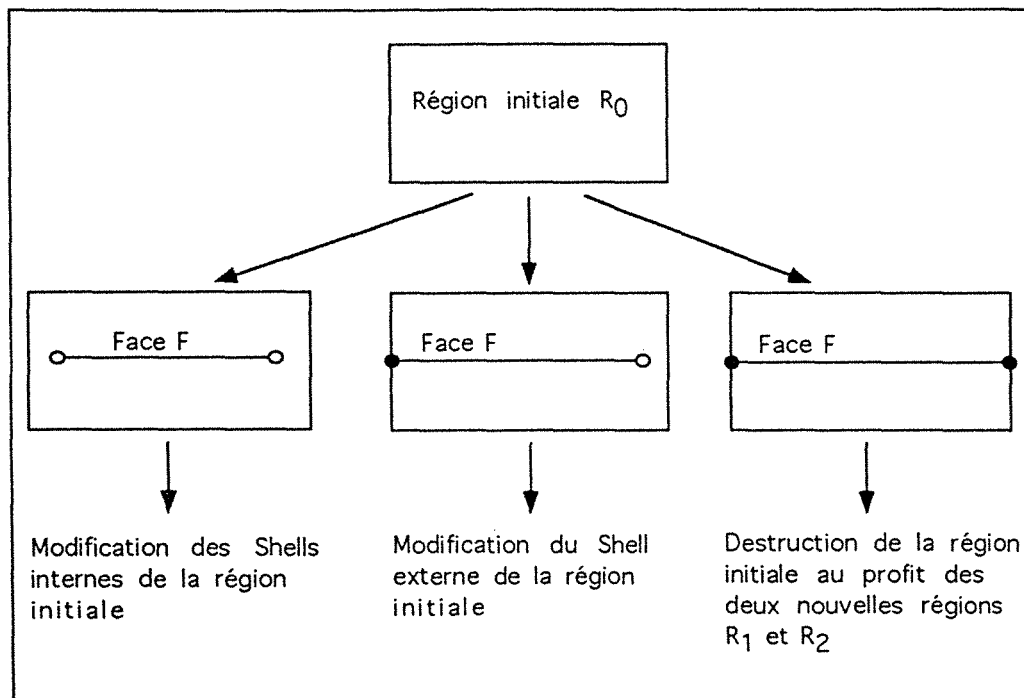 Région initiale R0
Face F
Face F
Face F
Modification des Shells
internes de la région
initiale
Modification du Shell
externe de la région
initiale
Destruction de la région
initiale au profit des
deux nouvelles régions
R1 et R2